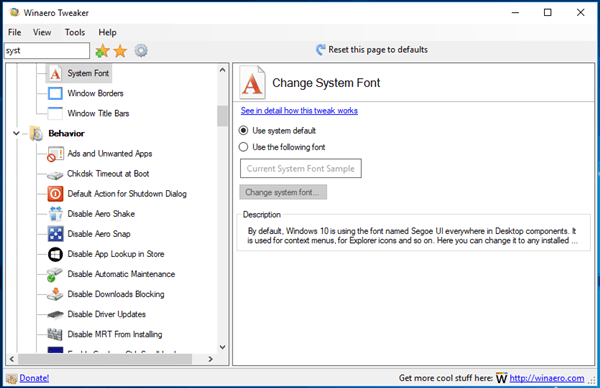 Winaero Tweaker
File View Tools Help
syst
Reset this page to defaults
System Font
Window Borders
Window Title Bars
Behavior
Ads and Unwanted Apps
Chkdsk Timeout at Boot
Default Action for Shutdown Dialog
Disable Aero Shake
Disable Aero Snap
Disable App Lookup in Store
Disable Automatic Maintenance
Disable Downloads Blocking
Disable Driver Updates
Disable MRT From Installing
Change System Font
See in detail how this tweak works
Use system default
Use the following font
Current System Font Sample
Change system font...
Description
By default, Windows 10 is using the font named Segoe UI everywhere in Desktop components. It
is used for context menus, for Explorer icons and so on. Here you can change it to any installed ...
Donate!
Get more cool stuff here: W http://winaero.com